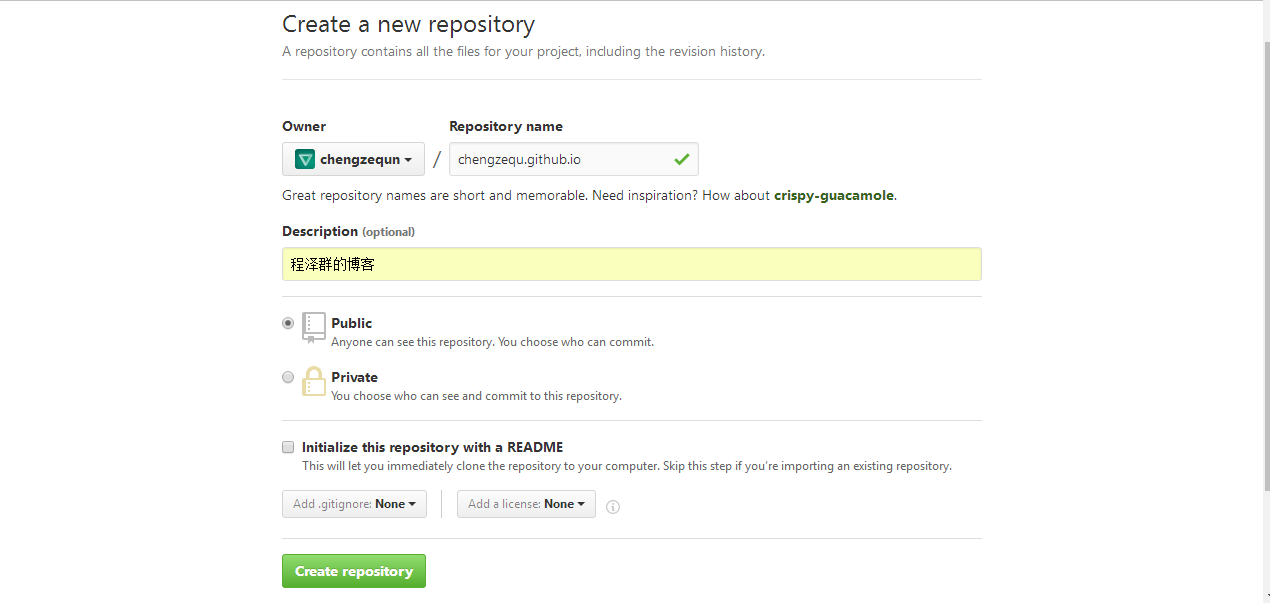 Create a new repository
A repository contains all the files for your project, including the revision history.
Owner Repository name
chengzequn / chengzequ.github.io
Great repository names are short and memorable. Need inspiration? How about crispy-guacamole.
Description (optional)
程泽群的博客
Public
Anyone can see this repository. You choose who can commit.
Private
You choose who can see and commit to this repository.
Initialize this repository with a README
This will let you immediately clone the repository to your computer. Skip this step if you're importing an existing repository.
Add .gitignore: None Add a license: None
Create repository